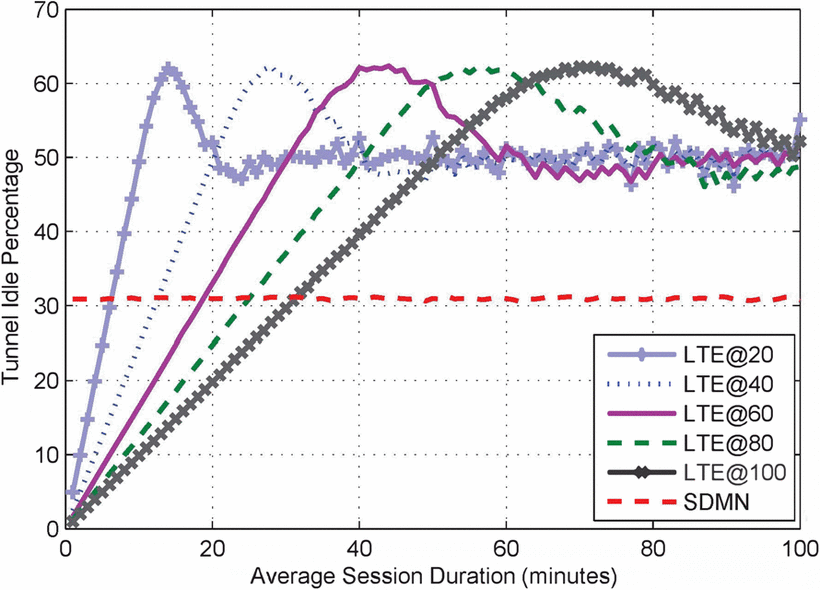 70
60
50
40
30
20
10
0
Tunnel Idle Percentage
LTE@20
LTE@40
LTE@60
LTE@80
LTE@100
SDMN
0 20 40 60 80 100
Average Session Duration (minutes)